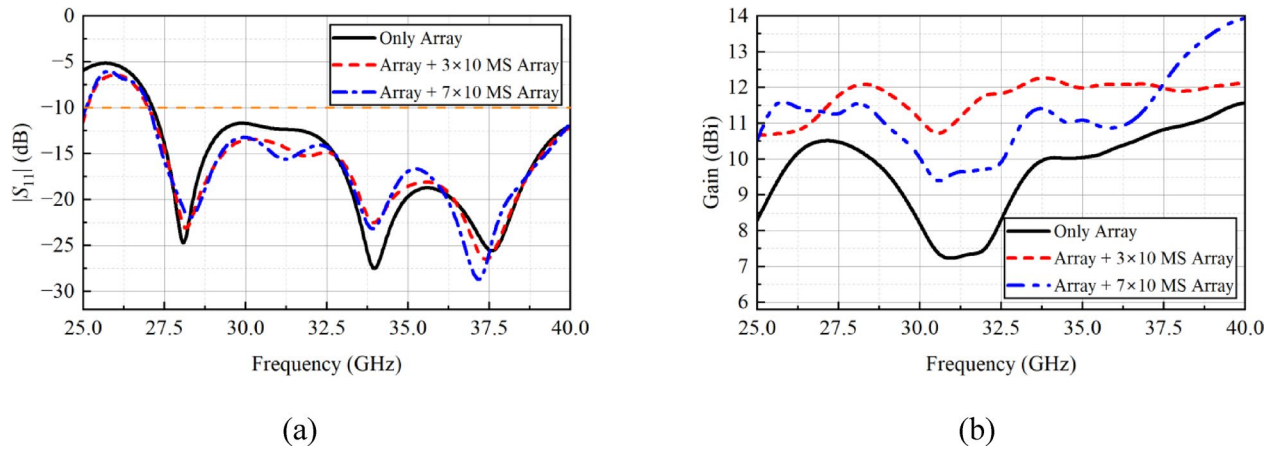 0
−5
−10
−15
−20
−25
−30
|S11| (dB)
Only Array
Array + 3×10 MS Array
Array + 7×10 MS Array
25.0 27.5 30.0 32.5 35.0 37.5 40.0
Frequency (GHz)
(a)
14
13
12
11
10
9
8
7
6
Gain (dBi)
Only Array
Array + 3×10 MS Array
Array + 7×10 MS Array
25.0 27.5 30.0 32.5 35.0 37.5 40.0
Frequency (GHz)
(b)